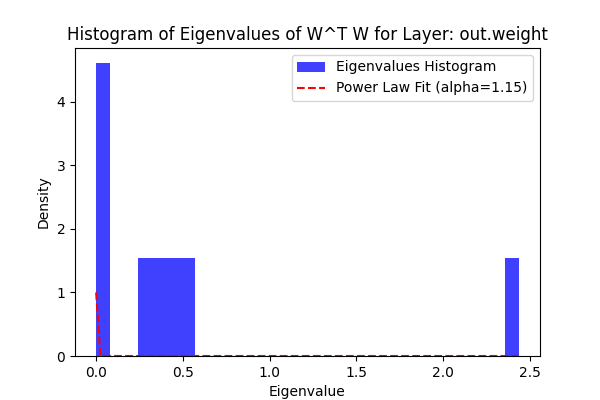 Histogram of Eigenvalues of W^T W for Layer: out.weight
Eigenvalues Histogram
Power Law Fit (alpha=1.15)
Density
4
3
2
1
0
0.0 0.5 1.0 1.5 2.0 2.5
Eigenvalue